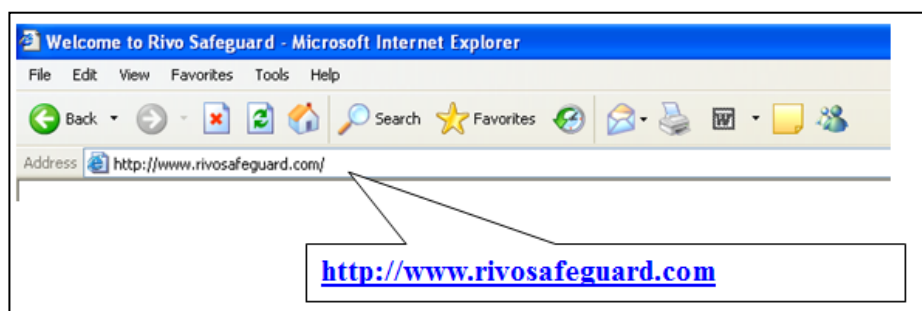 Welcome to Rivo Safeguard - Microsoft Internet Explorer
File Edit View Favorites Tools Help
Back Search Favorites W
Address http://www.rivosafeguard.com/
http://www.rivosafeguard.com